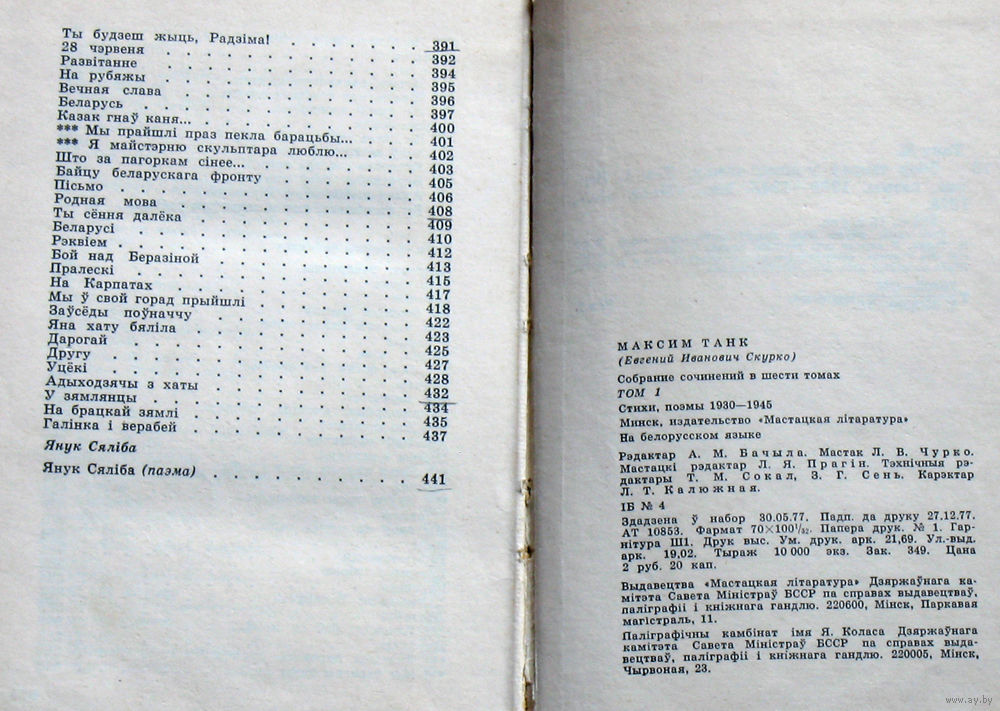 Ты будзеш жыць, Радзіма! . . . . . . . 391
28 чэрвеня . . . . . . . . . . . 392
Развітанне . . . . . . . . . . . 394
На рубяжы . . . . . . . . . . . 395
Вечная слава . . . . . . . . . . 396
Беларусь . . . . . . . . . . . . 397
Казак гнаў каня... . . . . . . . . . 400
*** Мы прайшлі праз пекла барацьбы... . . . 401
*** Я майстэрню скульптара люблю... . . . . 402
Што за пагоркам сінее... . . . . . . . 403
Байцу беларускага фронту . . . . . . . 405
Пісьмо . . . . . . . . . . . . . 406
Родная мова . . . . . . . . . . . 408
Ты сёння далёка . . . . . . . . . . 409
Беларусі . . . . . . . . . . . . 410
Рэквіем . . . . . . . . . . . . . 412
Бой над Беразіной . . . . . . . . . 413
Пралескі . . . . . . . . . . . . 415
На Карпатах . . . . . . . . . . . 417
Мы ў свой горад прыйшлі . . . . . . . 418
Заўсёды поўначчу . . . . . . . . . 422
Яна хату бяліла . . . . . . . . . . 423
Дарогай . . . . . . . . . . . . . 425
Другу . . . . . . . . . . . . . 427
Уцёкі . . . . . . . . . . . . . 428
Адыходзячы з хаты . . . . . . . . . 432
У зямлянцы . . . . . . . . . . . 434
На брацкай зямлі . . . . . . . . . 435
Галінка і верабей . . . . . . . . . 437
Янук Сяліба
Янук Сяліба (паэма) . . . . . . . . . 441
МАКСИМ ТАНК
(Евгений Иванович Скурко)
Собрание сочинений в шести томах
ТОМ 1
Стихи, поэмы 1930—1945
Минск, издательство «Мастацкая літаратура»
На белорусском языке
Рэдактар А. М. Бачыла. Мастак Л. В. Чурко.
Мастацкі рэдактар Л. Я. Прагін. Тэхнічныя рэ-
дактары Т. М. Сокал, З. Г. Сень. Карэктар
Л. Т. Калюжная.
ІБ № 4
Здадзена ў набор 30.05.77. Падп. да друку 27.12.77.
АТ 10853. Фармат 70×100¹/₃₂. Папера друк. № 1. Гар-
нітура Ш1. Друк выс. Ум. друк. арк. 21,69. Ул.-выд.
арк. 19,02. Тыраж 10 000 экз. Зак. 349. Цана
2 руб. 20 кап.
Выдавецтва «Мастацкая літаратура» Дзяржаўнага ка-
мітэта Савета Міністраў БССР па справах выдавецтваў,
паліграфіі і кніжнага гандлю. 220600, Мінск, Паркавая
магістраль, 11.
Паліграфічны камбінат імя Я. Коласа Дзяржаўнага
камітэта Савета Міністраў БССР па справах выда-
вецтваў, паліграфіі і кніжнага гандлю. 220005, Мінск,
Чырвоная, 23.
www.ay.by